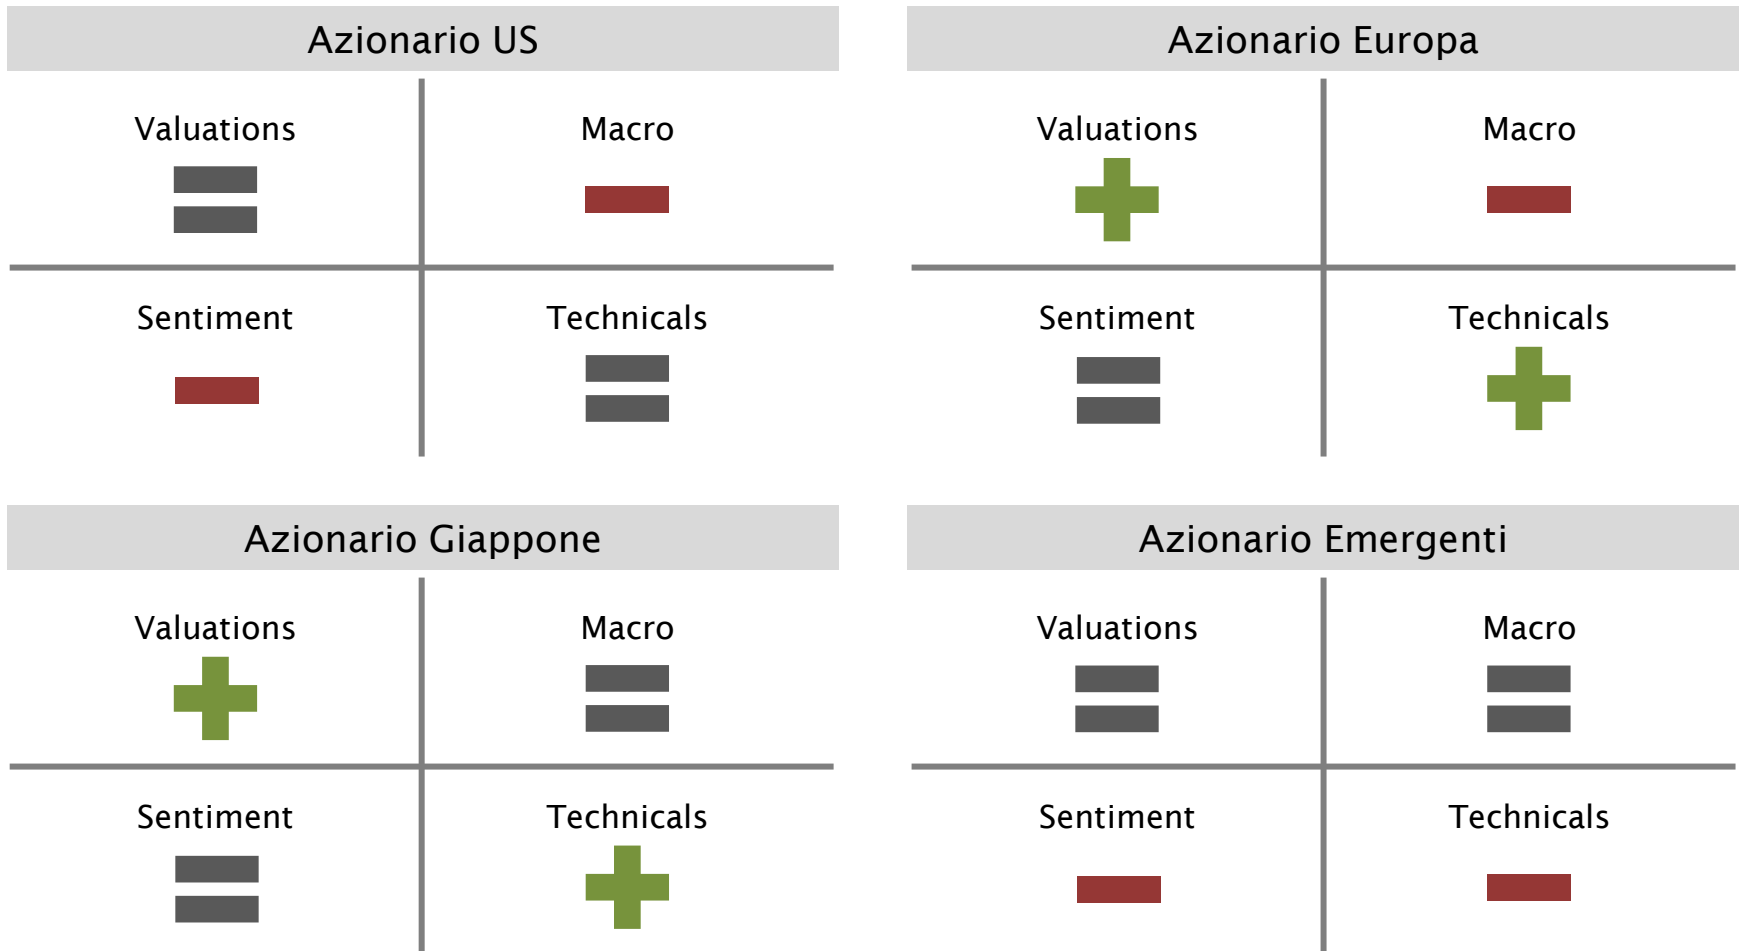 Azionario US
Valuations
Macro
Sentiment
Technicals
Azionario Europa
Valuations
Macro
Sentiment
Technicals
Azionario Giappone
Valuations
Macro
Sentiment
Technicals
Azionario Emergenti
Valuations
Macro
Sentiment
Technicals